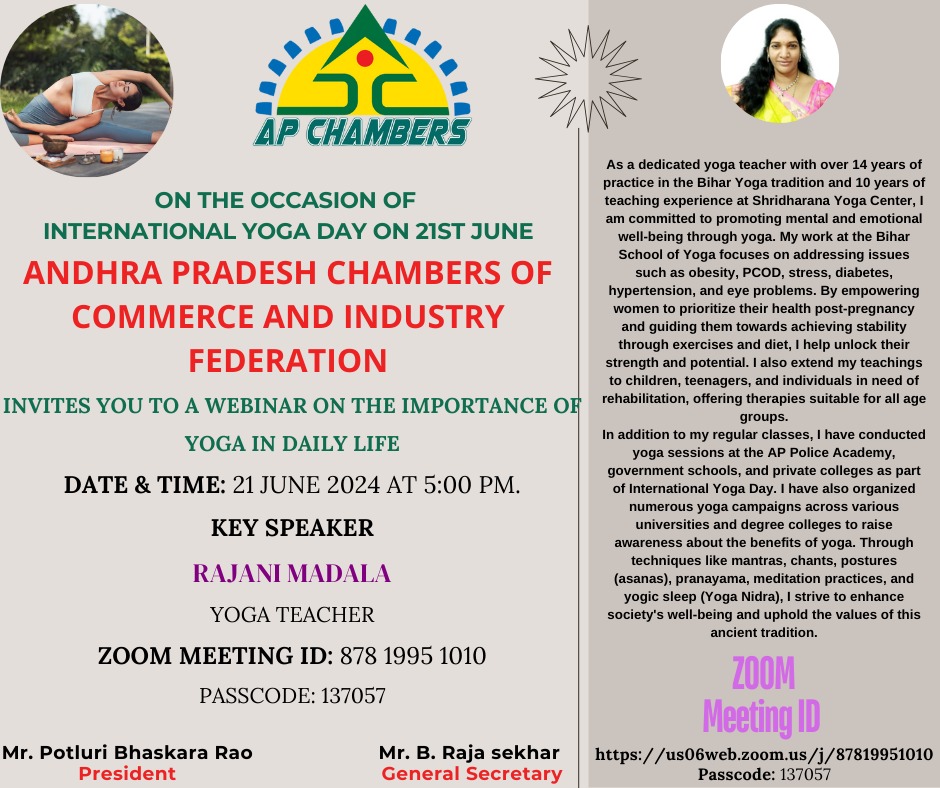 AP CHAMBERS
ON THE OCCASION OF
INTERNATIONAL YOGA DAY ON 21ST JUNE
ANDHRA PRADESH CHAMBERS OF
COMMERCE AND INDUSTRY
FEDERATION
INVITES YOU TO A WEBINAR ON THE IMPORTANCE OF
YOGA IN DAILY LIFE
DATE & TIME: 21 JUNE 2024 AT 5:00 PM.
KEY SPEAKER
RAJANI MADALA
YOGA TEACHER
ZOOM MEETING ID: 878 1995 1010
PASSCODE: 137057
Mr. Potluri Bhaskara Rao
President
Mr. B. Raja sekhar
General Secretary
As a dedicated yoga teacher with over 14 years of
practice in the Bihar Yoga tradition and 10 years of
teaching experience at Shridharana Yoga Center, I
am committed to promoting mental and emotional
well-being through yoga. My work at the Bihar
School of Yoga focuses on addressing issues
such as obesity, PCOD, stress, diabetes,
hypertension, and eye problems. By empowering
women to prioritize their health post-pregnancy
and guiding them towards achieving stability
through exercises and diet, I help unlock their
strength and potential. I also extend my teachings
to children, teenagers, and individuals in need of
rehabilitation, offering therapies suitable for all age
groups.
In addition to my regular classes, I have conducted
yoga sessions at the AP Police Academy,
government schools, and private colleges as part
of International Yoga Day. I have also organized
numerous yoga campaigns across various
universities and degree colleges to raise
awareness about the benefits of yoga. Through
techniques like mantras, chants, postures
(asanas), pranayama, meditation practices, and
yogic sleep (Yoga Nidra), I strive to enhance
society's well-being and uphold the values of this
ancient tradition.
ZOOM
Meeting ID
https://us06web.zoom.us/j/87819951010
Passcode: 137057